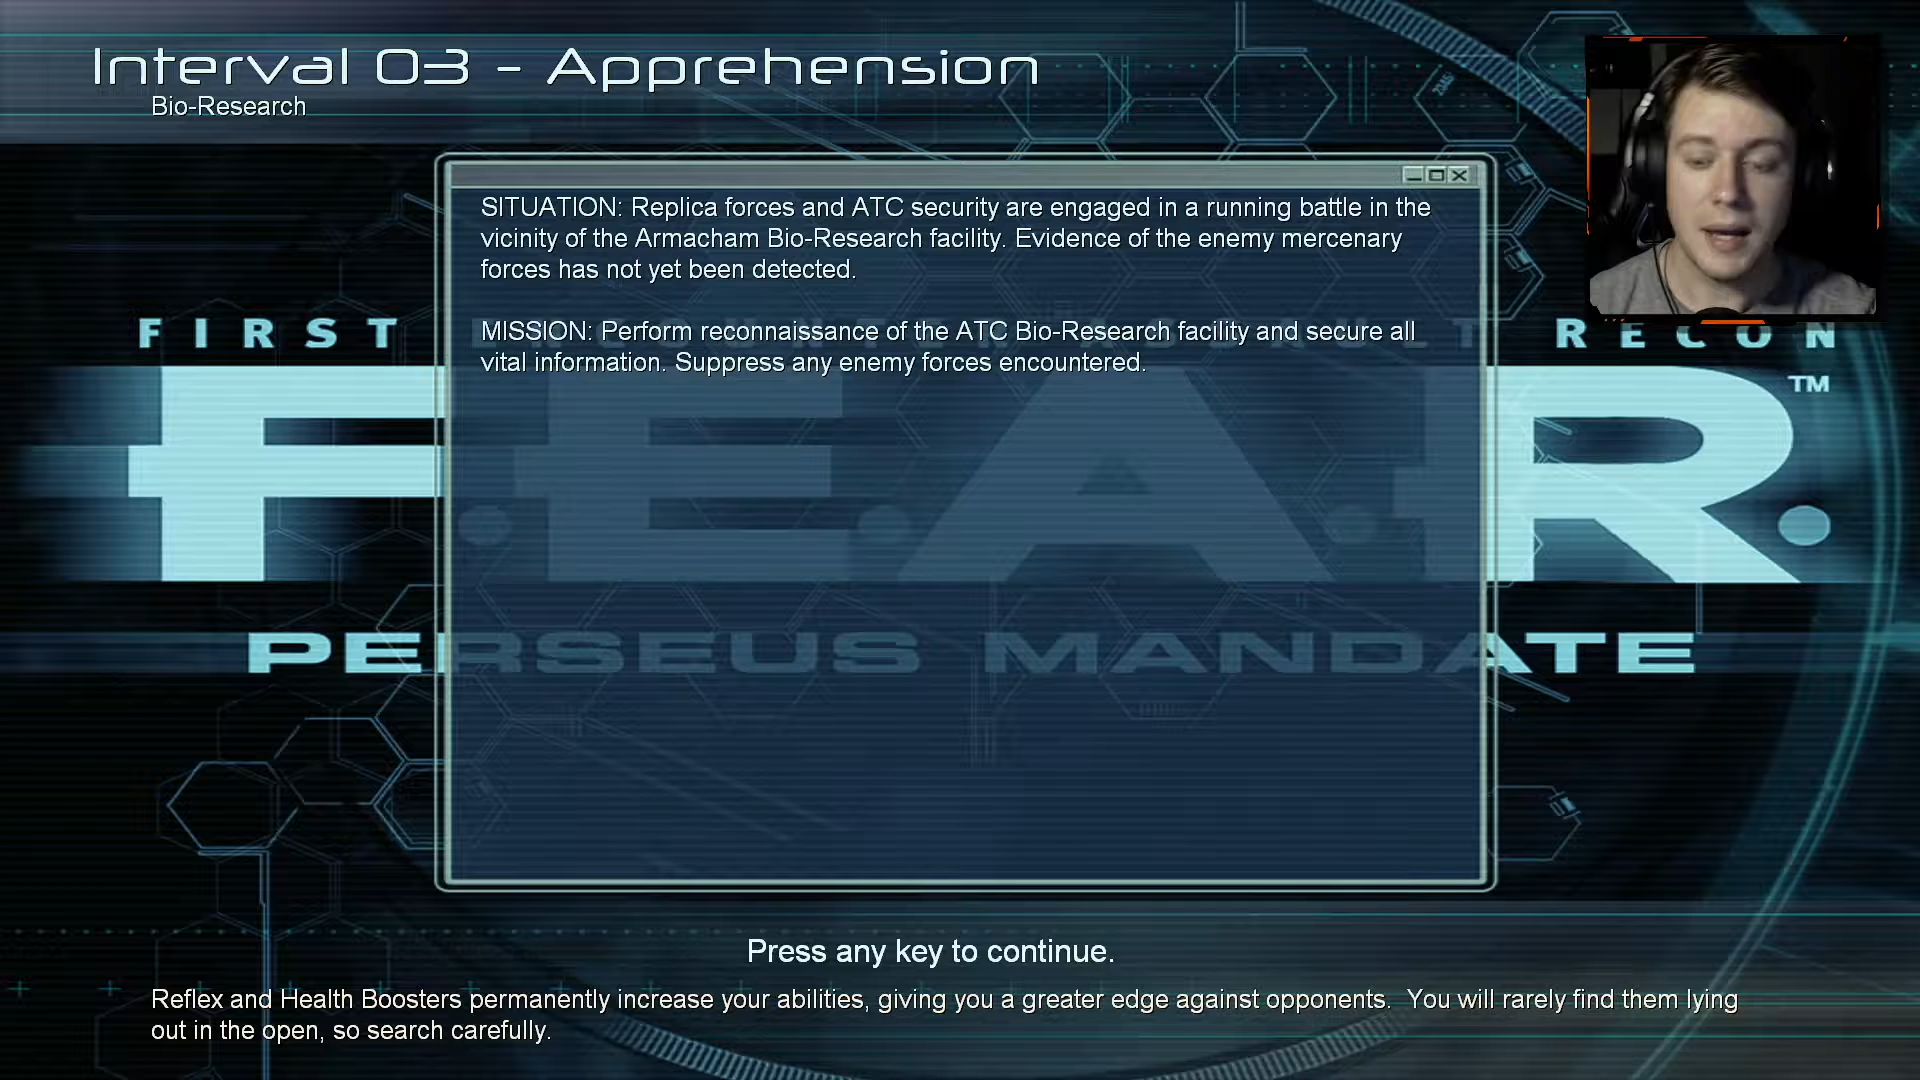 Interval 03 - Apprehension
Bio-Research
SITUATION: Replica forces and ATC security are engaged in a running battle in the
vicinity of the Armacham Bio-Research facility. Evidence of the enemy mercenary
forces has not yet been detected.
MISSION: Perform reconnaissance of the ATC Bio-Research facility and secure all
vital information. Suppress any enemy forces encountered.
FIRST RECON
F.E.A.R.™
PERSEUS MANDATE
Press any key to continue.
Reflex and Health Boosters permanently increase your abilities, giving you a greater edge against opponents. You will rarely find them lying
out in the open, so search carefully.